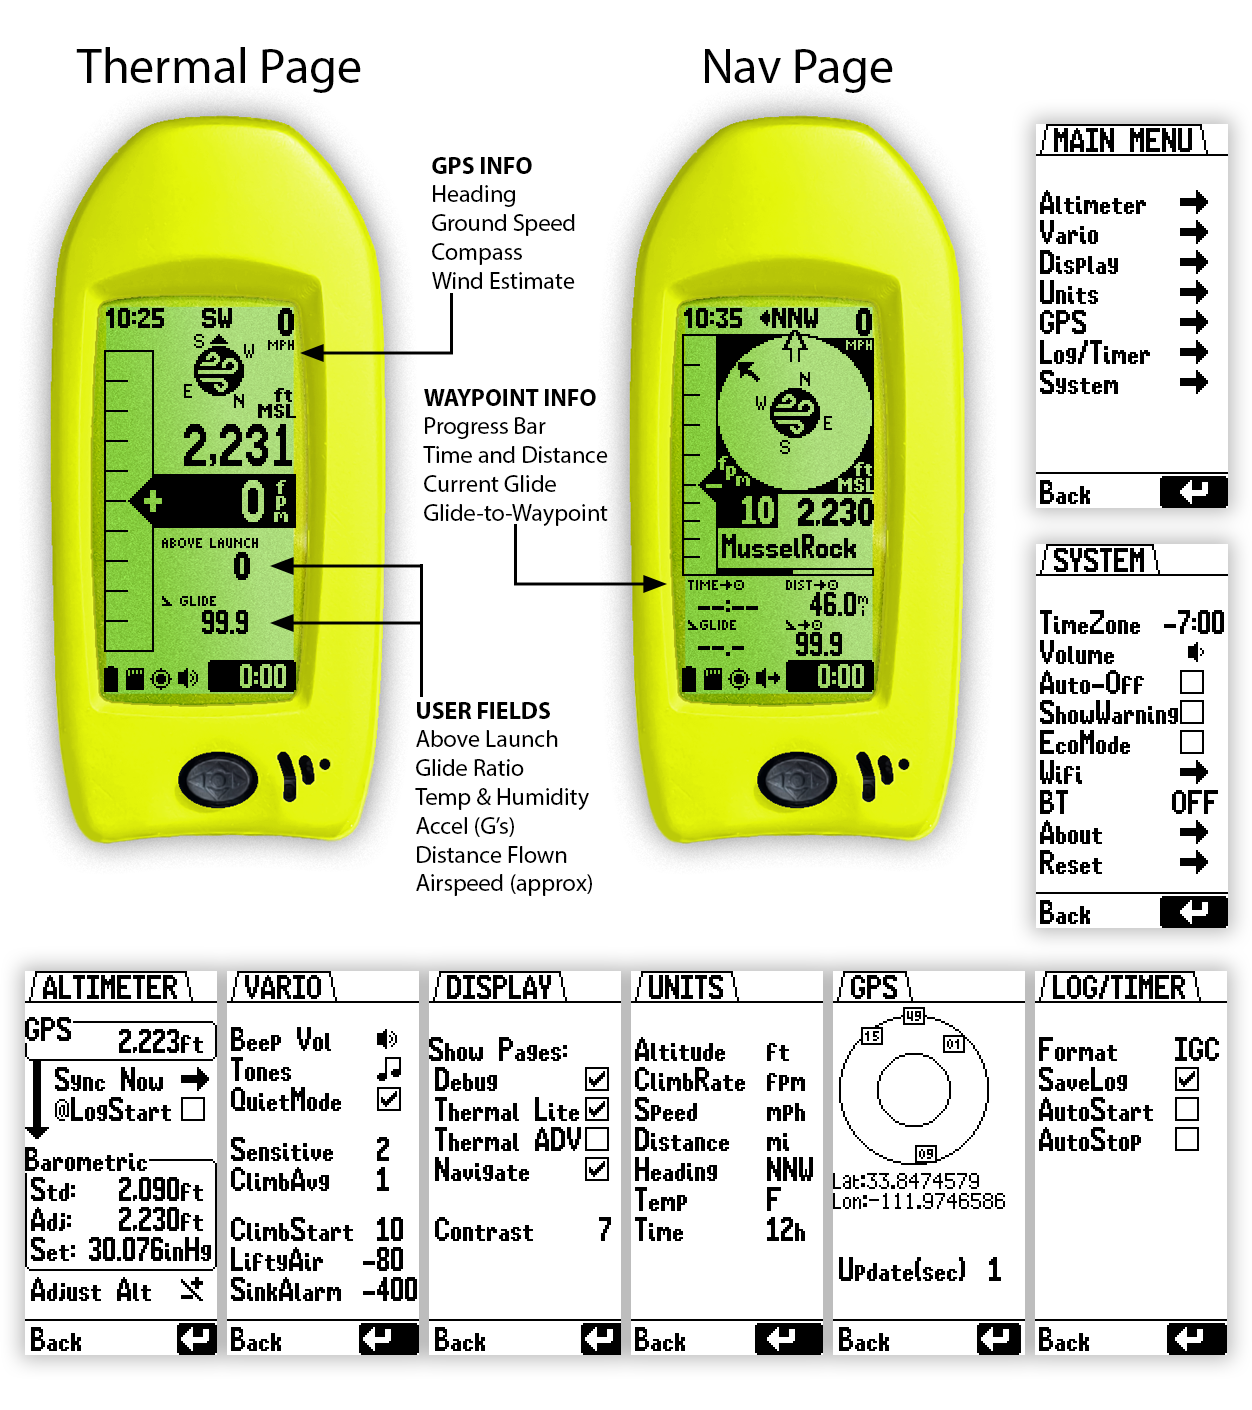 Thermal Page
Nav Page
GPS INFO
Heading
Ground Speed
Compass
Wind Estimate
WAYPOINT INFO
Progress Bar
Time and Distance
Current Glide
Glide-to-Waypoint
USER FIELDS
Above Launch
Glide Ratio
Temp & Humidity
Accel (G's)
Distance Flown
Airspeed (approx)
10:25 SW 0
MPH
S W
E N
ft
MSL
2,231
+ 0 fpm
ABOVE LAUNCH
0
GLIDE
99.9
0:00
10:35 NNW 0
MPH
N
W E
S
fpm ft
MSL
- 10 2,230
MusselRock
TIME DIST
--:-- 46.0 mi
GLIDE
--.- 99.9
0:00
MAIN MENU
Altimeter
Vario
Display
Units
GPS
Log/Timer
System
Back
SYSTEM
TimeZone -7:00
Volume
Auto-Off
ShowWarning
EcoMode
Wifi
BT OFF
About
Reset
Back
ALTIMETER
GPS
2,223ft
Sync Now
@LogStart
Barometric
Std: 2,090ft
Adj: 2,230ft
Set: 30.076inHg
Adjust Alt
Back
VARIO
Beep Vol
Tones
QuietMode
Sensitive 2
ClimbAvg 1
ClimbStart 10
LiftyAir -80
SinkAlarm -400
Back
DISPLAY
Show Pages:
Debug
Thermal Lite
Thermal ADV
Navigate
Contrast 7
Back
UNITS
Altitude ft
ClimbRate fpm
Speed mph
Distance mi
Heading NNW
Temp F
Time 12h
Back
GPS
49
15
01
09
Lat:33.8474579
Lon:-111.9746586
Update(sec) 1
Back
LOG/TIMER
Format IGC
SaveLog
AutoStart
AutoStop
Back